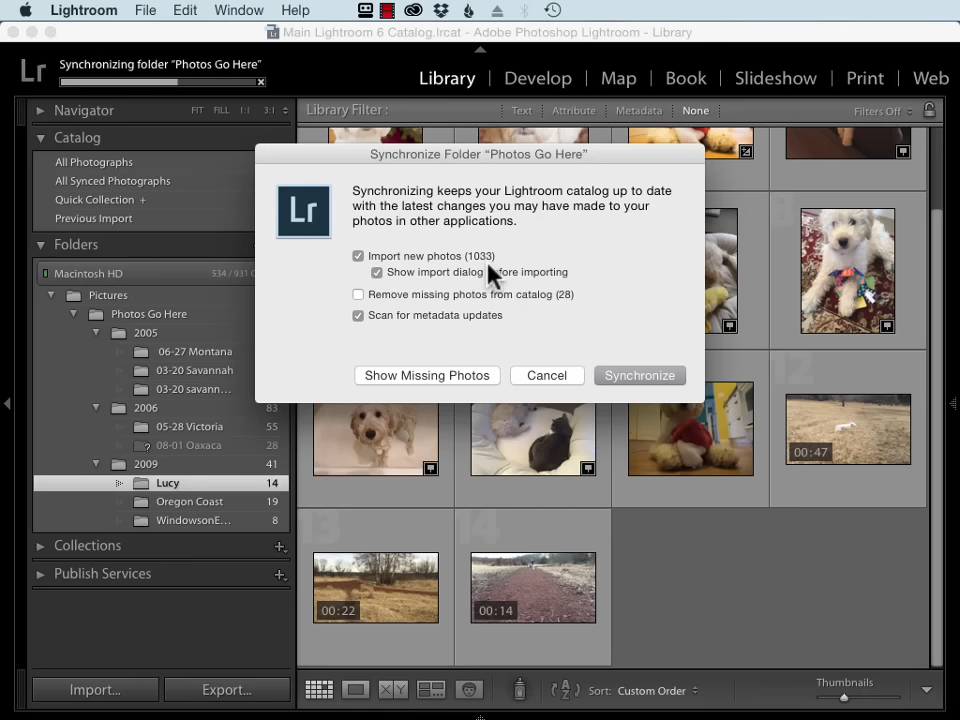 Lightroom File Edit Window Help
Main Lightroom 6 Catalog.lrcat - Adobe Photoshop Lightroom - Library
Lr
Synchronizing folder “Photos Go Here”
Library | Develop | Map | Book | Slideshow | Print | Web
Navigator FIT FILL 1:1 3:1
Library Filter : Text | Attribute | Metadata | None Filters Off
Catalog
All Photographs
All Synced Photographs
Quick Collection +
Previous Import
Folders
Macintosh HD 534 / 931 G
Pictures
Photos Go Here
2005
06-27 Montana
03-20 Savannah
03-20 savann...
2006 83
05-28 Victoria 55
? 08-01 Oaxaca 28
2009 41
Lucy 14
Oregon Coast 19
WindowsonE... 8
Collections
Publish Services
Import... Export...
Synchronize Folder “Photos Go Here”
Lr
Synchronizing keeps your Lightroom catalog up to date
with the latest changes you may have made to your
photos in other applications.
Import new photos (1033)
Show import dialog before importing
Remove missing photos from catalog (28)
Scan for metadata updates
Show Missing Photos Cancel Synchronize
12
00:47
13 14
00:22 00:14
XY
Sort: Custom Order
Thumbnails